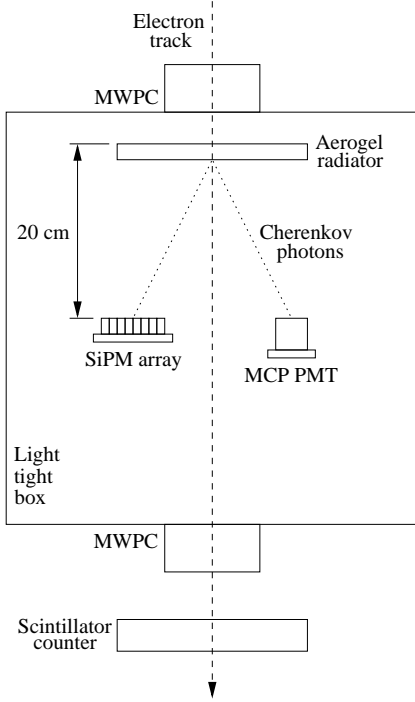 Electron
track
MWPC
Aerogel
radiator
20 cm
Cherenkov
photons
SiPM array
MCP PMT
Light
tight
box
MWPC
Scintillator
counter